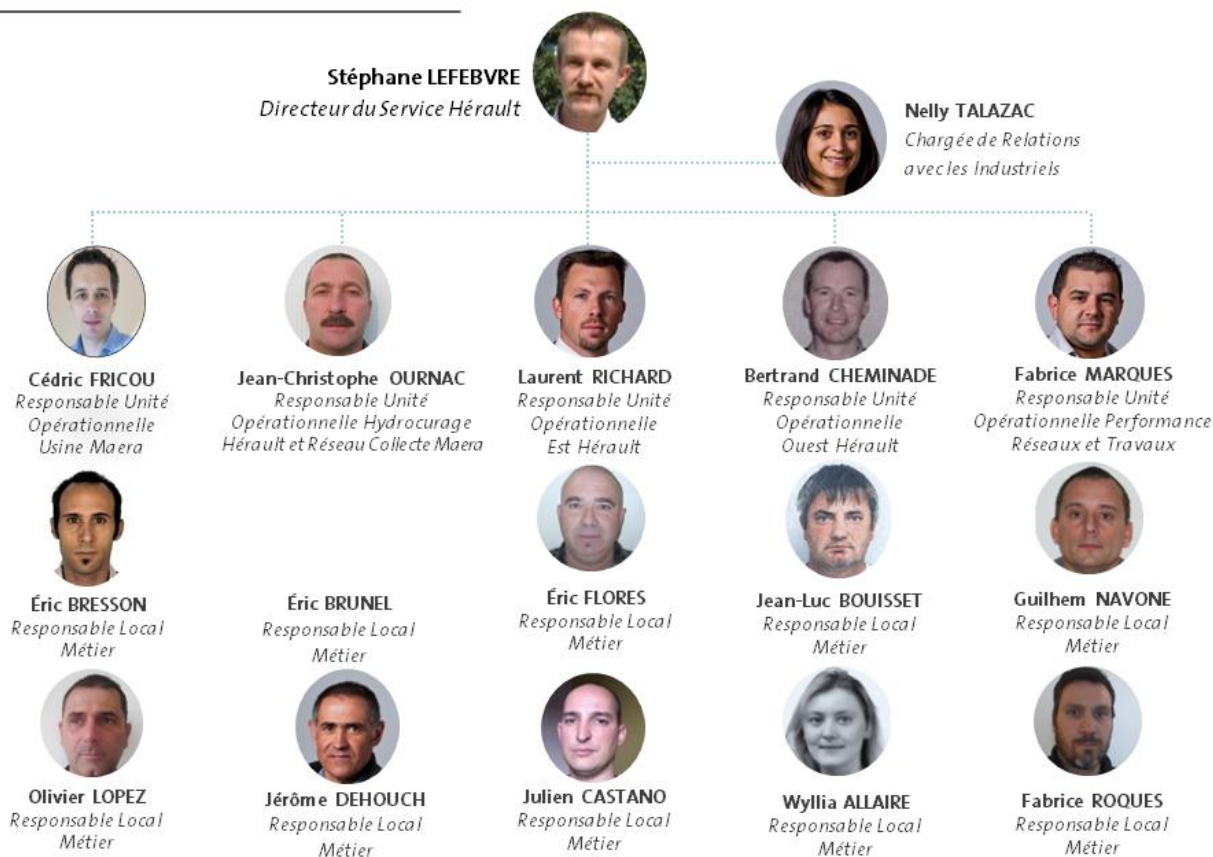 Stéphane LEFEBVRE
Directeur du Service Hérault
Nelly TALAZAC
Chargée de Relations
avec les Industriels
Cédric FRICOU
Responsable Unité
Opérationnelle
Usine Maera
Jean-Christophe OURNAC
Responsable Unité
Opérationnelle Hydrocurage
Hérault et Réseau Collecte Maera
Laurent RICHARD
Responsable Unité
Opérationnelle
Est Hérault
Bertrand CHEMINADE
Responsable Unité
Opérationnelle
Ouest Hérault
Fabrice MARQUES
Responsable Unité
Opérationnelle Performance
Réseaux et Travaux
Éric BRESSON
Responsable Local
Métier
Éric BRUNEL
Responsable Local
Métier
Éric FLORES
Responsable Local
Métier
Jean-Luc BOUISSET
Responsable Local
Métier
Guilhem NAVONE
Responsable Local
Métier
Olivier LOPEZ
Responsable Local
Métier
Jérôme DEHOUCH
Responsable Local
Métier
Julien CASTANO
Responsable Local
Métier
Wyllia ALLAIRE
Responsable Local
Métier
Fabrice ROQUES
Responsable Local
Métier